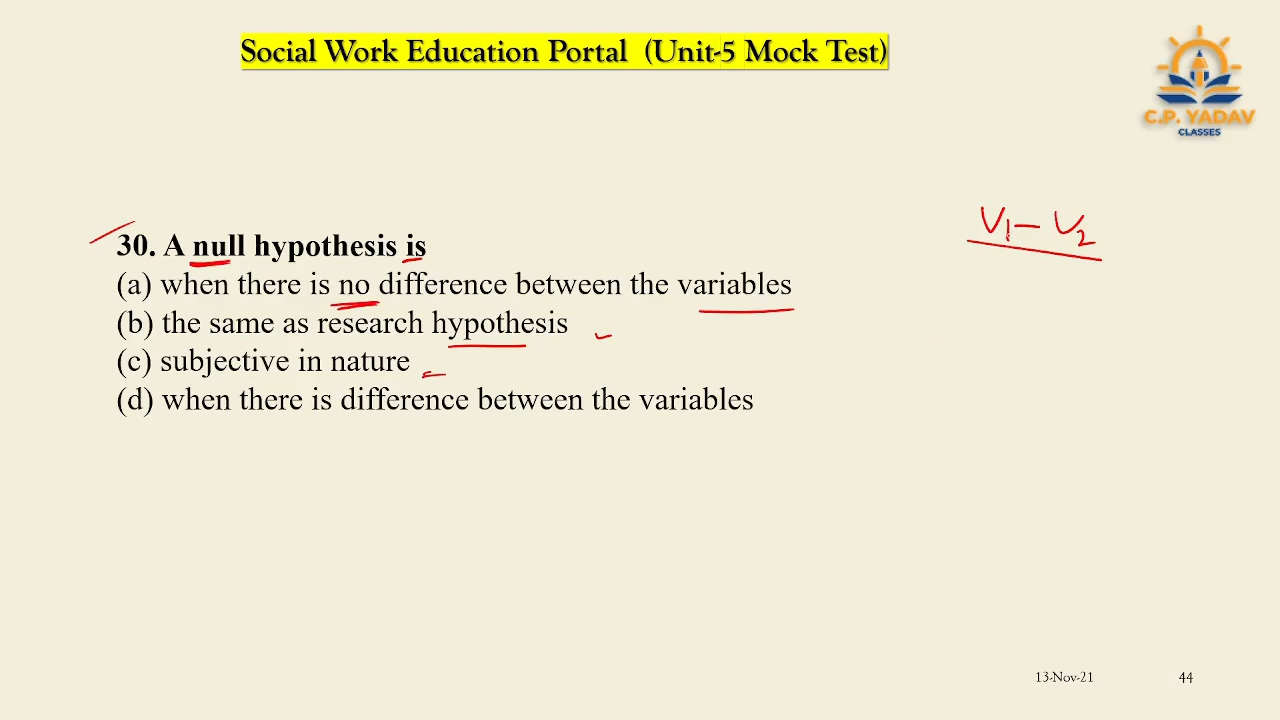 Social Work Education Portal (Unit-5 Mock Test)
C.P. YADAV
CLASSES
V1 – V2
30. A null hypothesis is
(a) when there is no difference between the variables
(b) the same as research hypothesis
(c) subjective in nature
(d) when there is difference between the variables
13-Nov-21
44